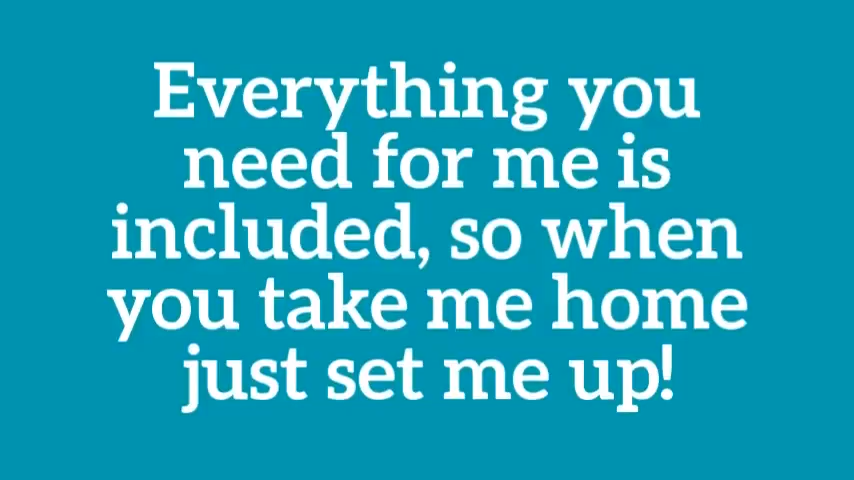 Everything you
need for me is
included, so when
you take me home
just set me up!